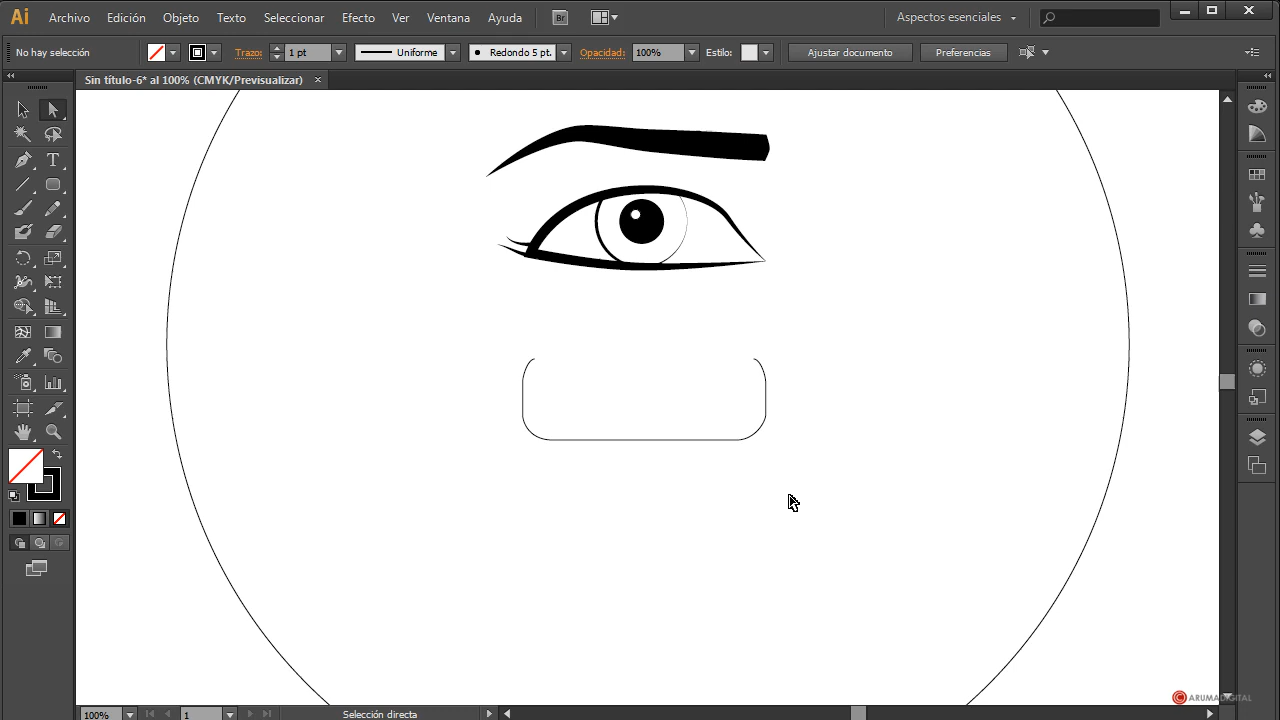 Ai Archivo Edición Objeto Texto Seleccionar Efecto Ver Ventana Ayuda Br Aspectos esenciales
No hay selección Trazo: 1 pt Uniforme Redondo 5 pt. Opacidad: 100% Estilo: Ajustar documento Preferencias
Sin título-6* al 100% (CMYK/Previsualizar)
T
C ARUMADIGITAL
100% 1 Selección directa